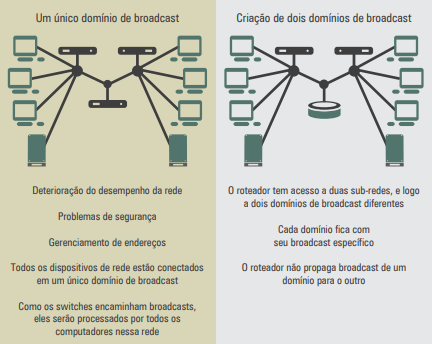 Um único domínio de broadcast
Deterioração do desempenho da rede
Problemas de segurança
Gerenciamento de endereços
Todos os dispositivos de rede estão conectados
em um único domínio de broadcast
Como os switches encaminham broadcasts,
eles serão processados por todos os
computadores nessa rede
Criação de dois domínios de broadcast
O roteador tem acesso a duas sub-redes, e logo
a dois domínios de broadcast diferentes
Cada domínio fica com
seu broadcast específico
O roteador não propaga broadcast de um
domínio para o outro